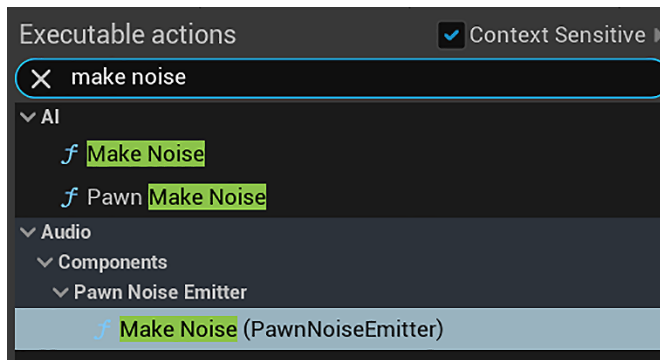 Executable actions
Context Sensitive
make noise
AI
f Make Noise
f Pawn Make Noise
Audio
Components
Pawn Noise Emitter
f Make Noise (PawnNoiseEmitter)